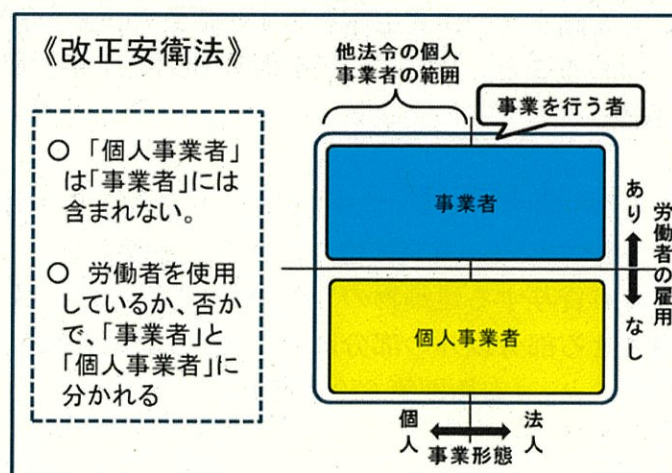 《改正安衛法》
他法令の個人
事業者の範囲
事業を行う者
○ 「個人事業者」
は「事業者」には
含まれない。
○ 労働者を使用
しているか、否か
で、「事業者」と
「個人事業者」に
分かれる
事業者
個人事業者
あり
なし
労働者の雇用
個人
法人
事業形態